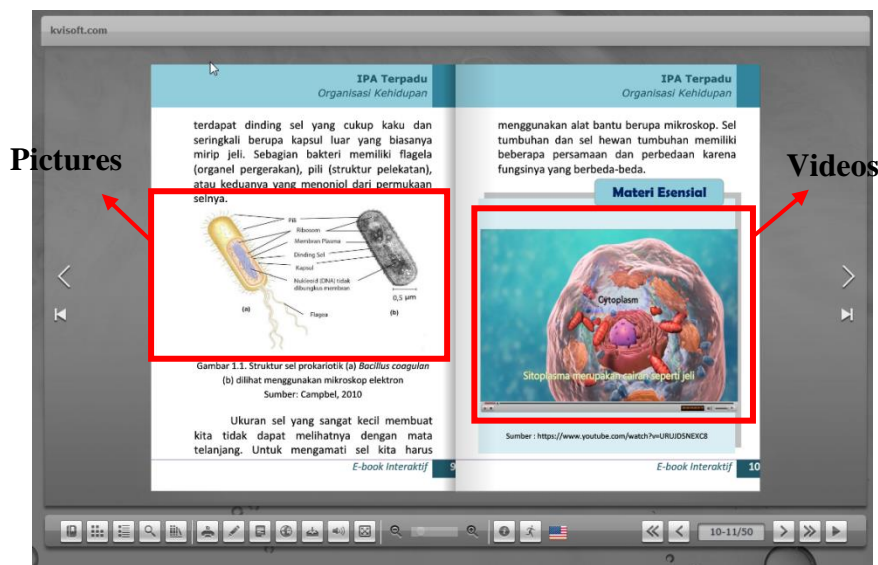 kvisoft.com
Pictures
Videos
IPA Terpadu
Organisasi Kehidupan
terdapat dinding sel yang cukup kaku dan
seringkali berupa kapsul luar yang biasanya
mirip jeli. Sebagian bakteri memiliki flagela
(organel pergerakan), pili (struktur pelekatan),
atau keduanya yang menonjol dari permukaan
selnya.
Pili
Ribosom
Membran Plasma
Dinding Sel
Kapsul
Nukleoid (DNA) tidak
dibungkus membran
Flagea
(a)
0,5 µm
(b)
Gambar 1.1. Struktur sel prokariotik (a) Bacillus coagulan
(b) dilihat menggunakan mikroskop elektron
Sumber: Campbel, 2010
Ukuran sel yang sangat kecil membuat
kita tidak dapat melihatnya dengan mata
telanjang. Untuk mengamati sel kita harus
E-book Interaktif 9
IPA Terpadu
Organisasi Kehidupan
menggunakan alat bantu berupa mikroskop. Sel
tumbuhan dan sel hewan tumbuhan memiliki
beberapa persamaan dan perbedaan karena
fungsinya yang berbeda-beda.
Materi Esensial
Cytoplasm
Sitoplasma merupakan cairan seperti jeli
Sumber : https://www.youtube.com/watch?v=URUJD5NEXC8
E-book Interaktif 10
10-11/50